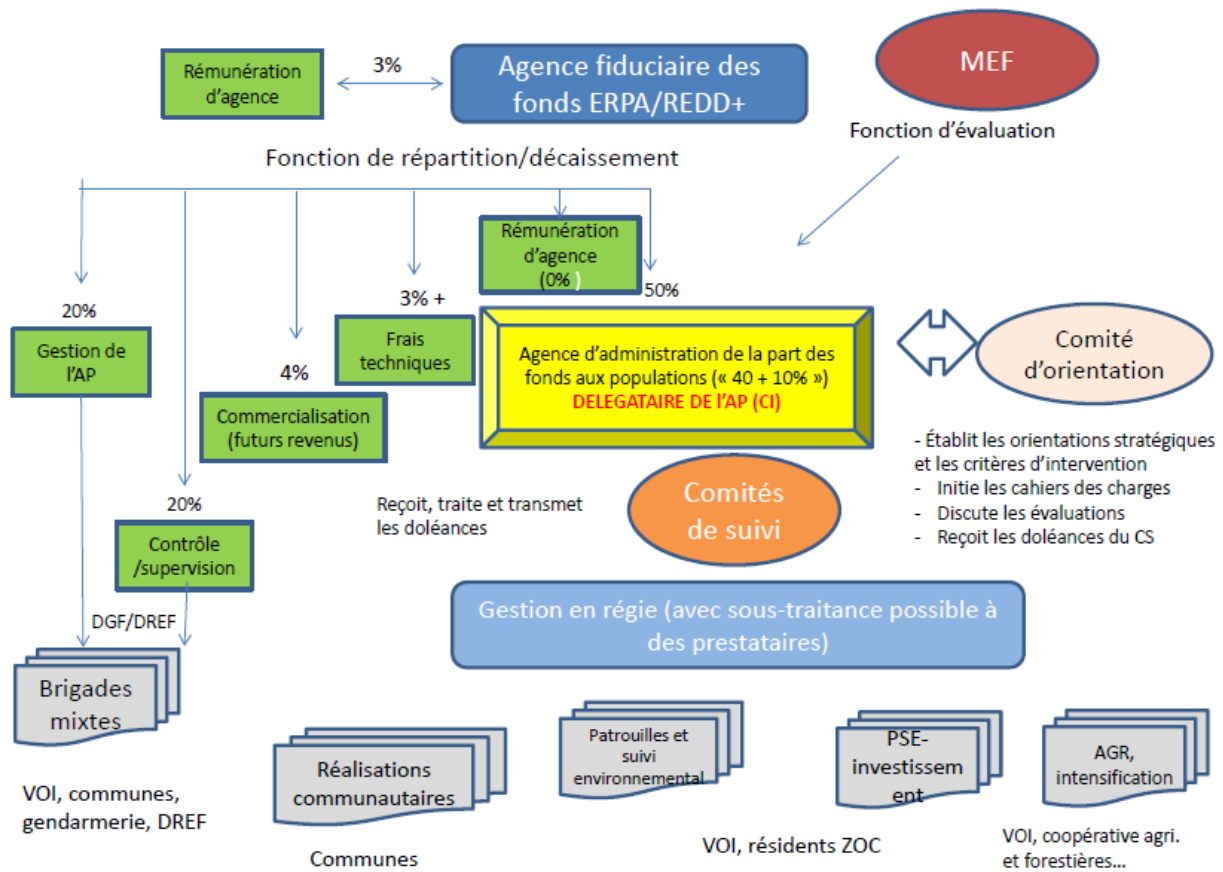 Rémunération
d'agence
3%
Agence fiduciaire des
fonds ERPA/REDD+
MEF
Fonction d'évaluation
Fonction de répartition/décaissement
Rémunération
d'agence
(0% )
50%
20%
Gestion de
l'AP
3% +
Frais
techniques
4%
Commercialisation
(futurs revenus)
Agence d'administration de la part des
fonds aux populations (« 40 + 10% »)
DELEGATAIRE DE l'AP (CI)
Comité
d'orientation
- Établit les orientations stratégiques
et les critères d'intervention
- Initie les cahiers des charges
- Discute les évaluations
- Reçoit les doléances du CS
Reçoit, traite et transmet
les doléances
Comités
de suivi
20%
Contrôle
/supervision
DGF/DREF
Gestion en régie (avec sous-traitance possible à
des prestataires)
Brigades
mixtes
VOI, communes,
gendarmerie, DREF
Réalisations
communautaires
Communes
Patrouilles et
suivi
environnemental
PSE-
investissem
ent
VOI, résidents ZOC
AGR,
intensification
VOI, coopérative agri.
et forestières...